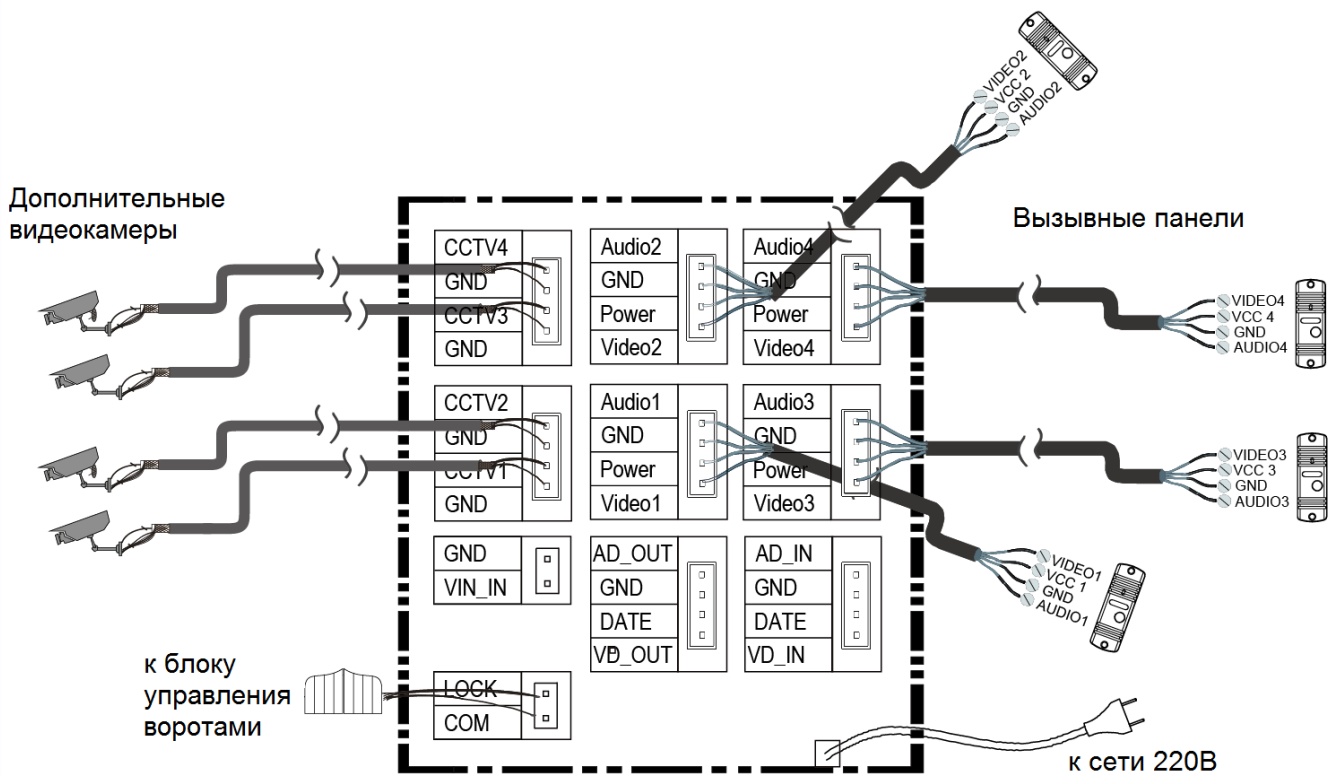 VIDEO2
VCC 2
GND
AUDIO2
Дополнительные
видеокамеры
Вызывные панели
CCTV4
GND
CCTV3
GND
Audio2
GND
Power
Video2
Audio4
GND
Power
Video4
VIDEO4
VCC 4
GND
AUDIO4
CCTV2
GND
CCTV1
GND
Audio1
GND
Power
Video1
Audio3
GND
Power
Video3
VIDEO3
VCC 3
GND
AUDIO3
VIDEO1
VCC 1
GND
AUDIO1
GND
VIN_IN
AD_OUT
GND
DATE
VD_OUT
AD_IN
GND
DATE
VD_IN
к блоку
управления
воротами
LOCK
COM
к сети 220В